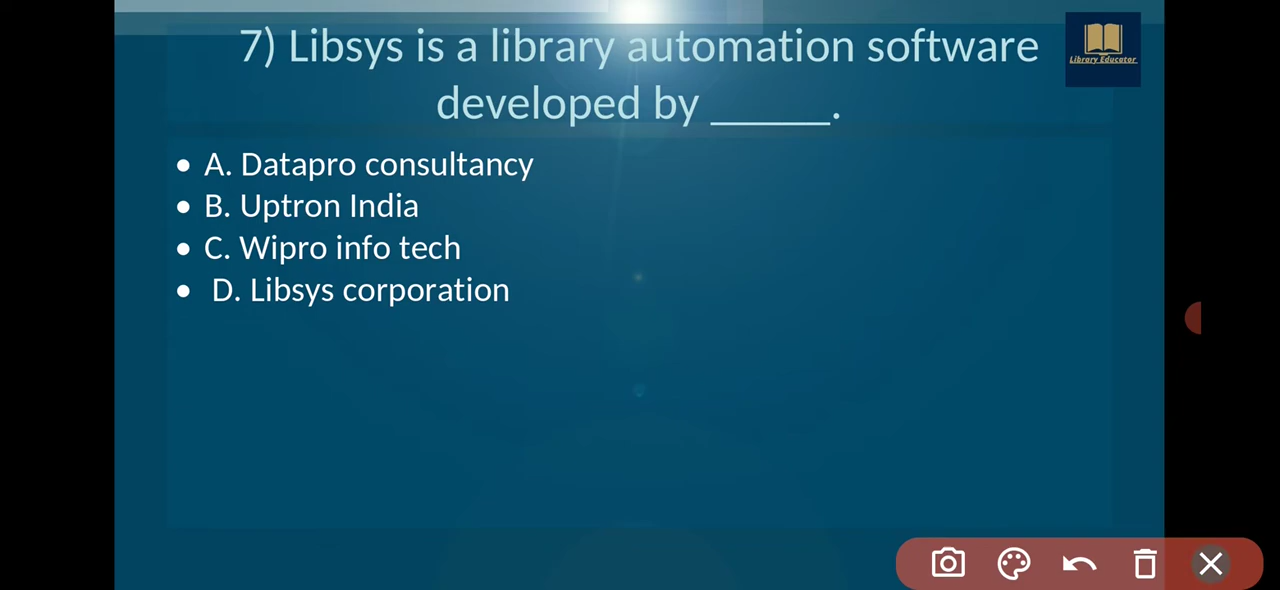 7) Libsys is a library automation software
developed by _____.
Library Educator
• A. Datapro consultancy
• B. Uptron India
• C. Wipro info tech
• D. Libsys corporation